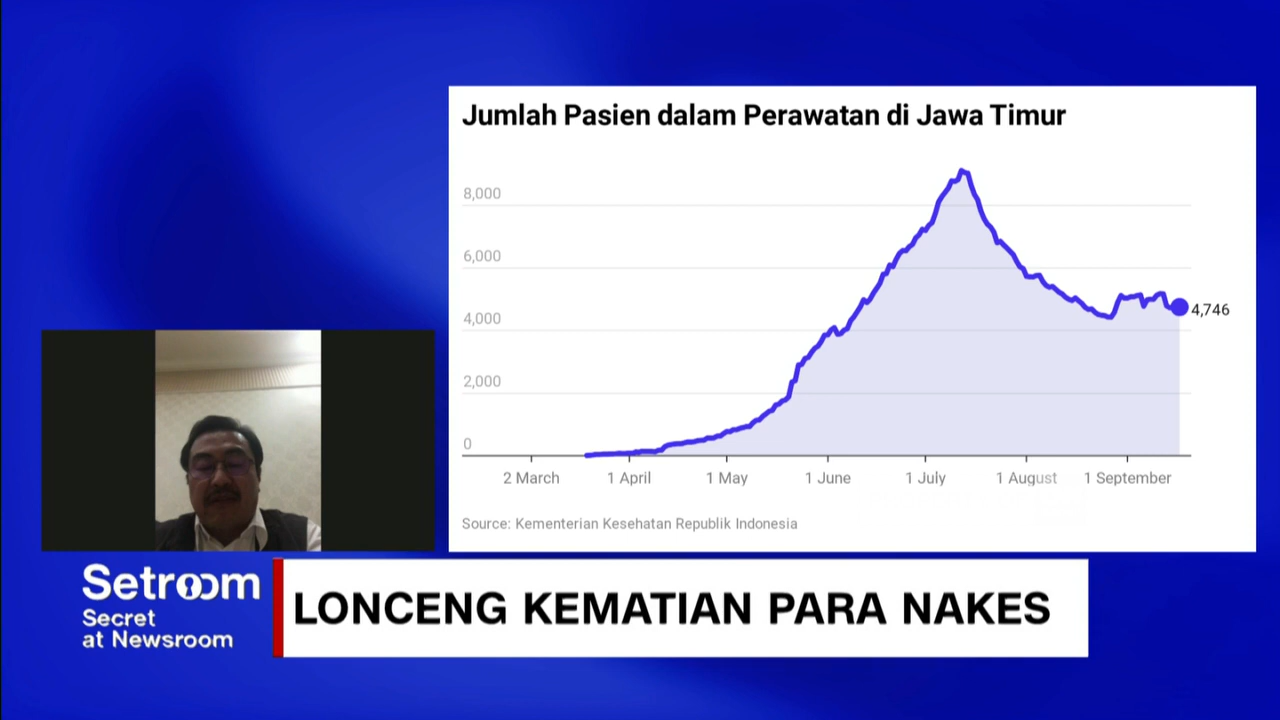 Jumlah Pasien dalam Perawatan di Jawa Timur
8,000
6,000
4,000
2,000
0
4,746
2 March 1 April 1 May 1 June 1 July 1 August 1 September
Source: Kementerian Kesehatan Republik Indonesia
Setroom
Secret
at Newsroom
LONCENG KEMATIAN PARA NAKES